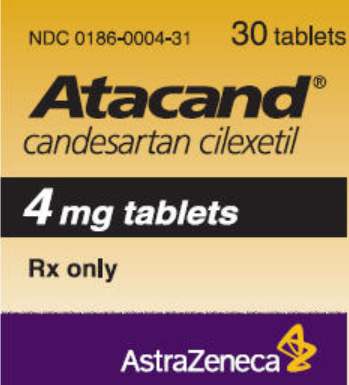 NDC 0186-0004-31 30 tablets
Atacand®
candesartan cilexetil
4 mg tablets
Rx only
AstraZeneca